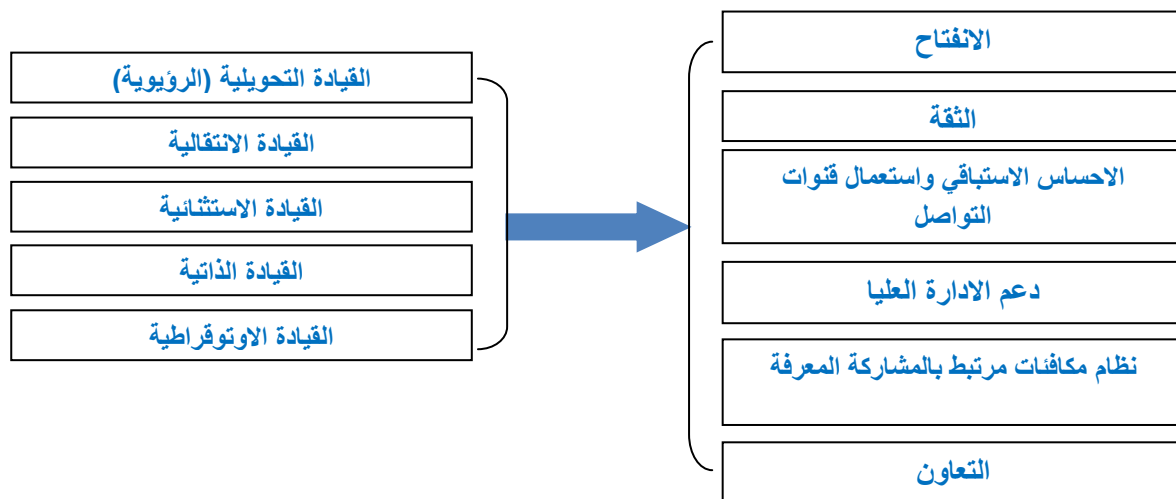 القيادة التحويلية (الرؤيوية)
القيادة الانتقالية
القيادة الاستثنائية
القيادة الذاتية
القيادة الاوتوقراطية
الانفتاح
الثقة
الاحساس الاستباقي واستعمال قنوات
التواصل
دعم الادارة العليا
نظام مكافئات مرتبط بالمشاركة المعرفة
التعاون